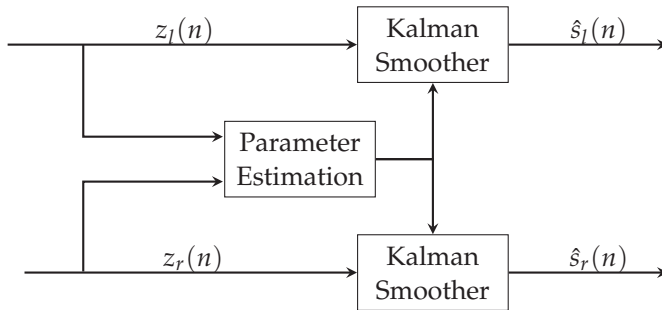 z_l(n)
Kalman
Smoother
ŝ_l(n)
Parameter
Estimation
z_r(n)
Kalman
Smoother
ŝ_r(n)